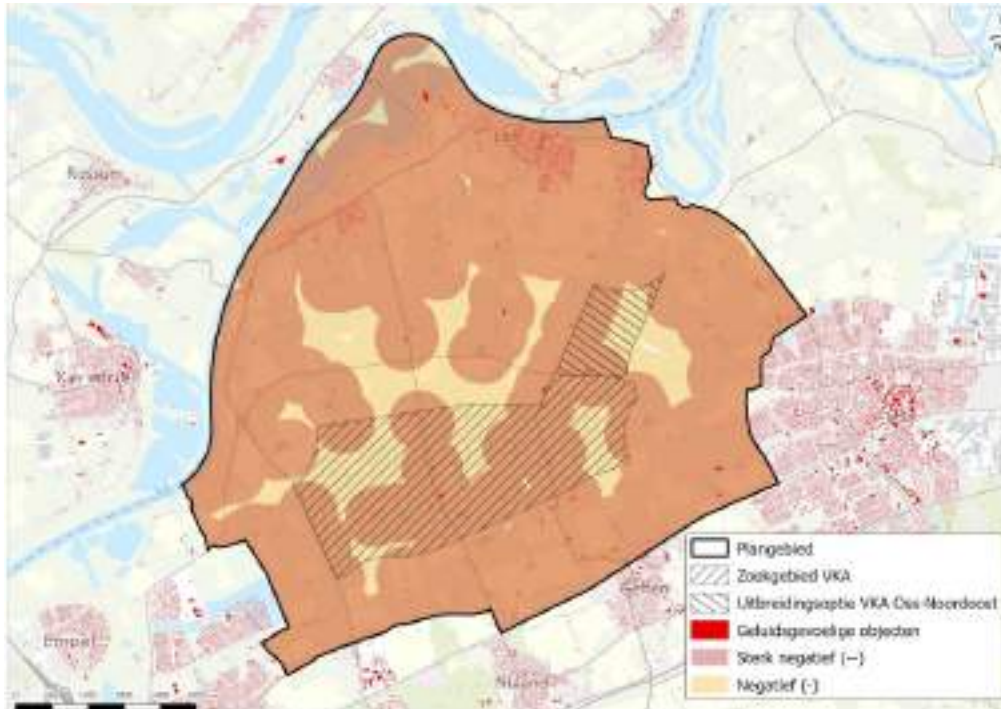 Rossum
Lith
Kerkdriel
Empel
Geffen
Nuland
Plangebied
Zoekgebied VKA
Uitbreidingsoptie VKA Oss-Noordoost
Geluidsgevoelige objecten
Sterk negatief (--)
Negatief (-)